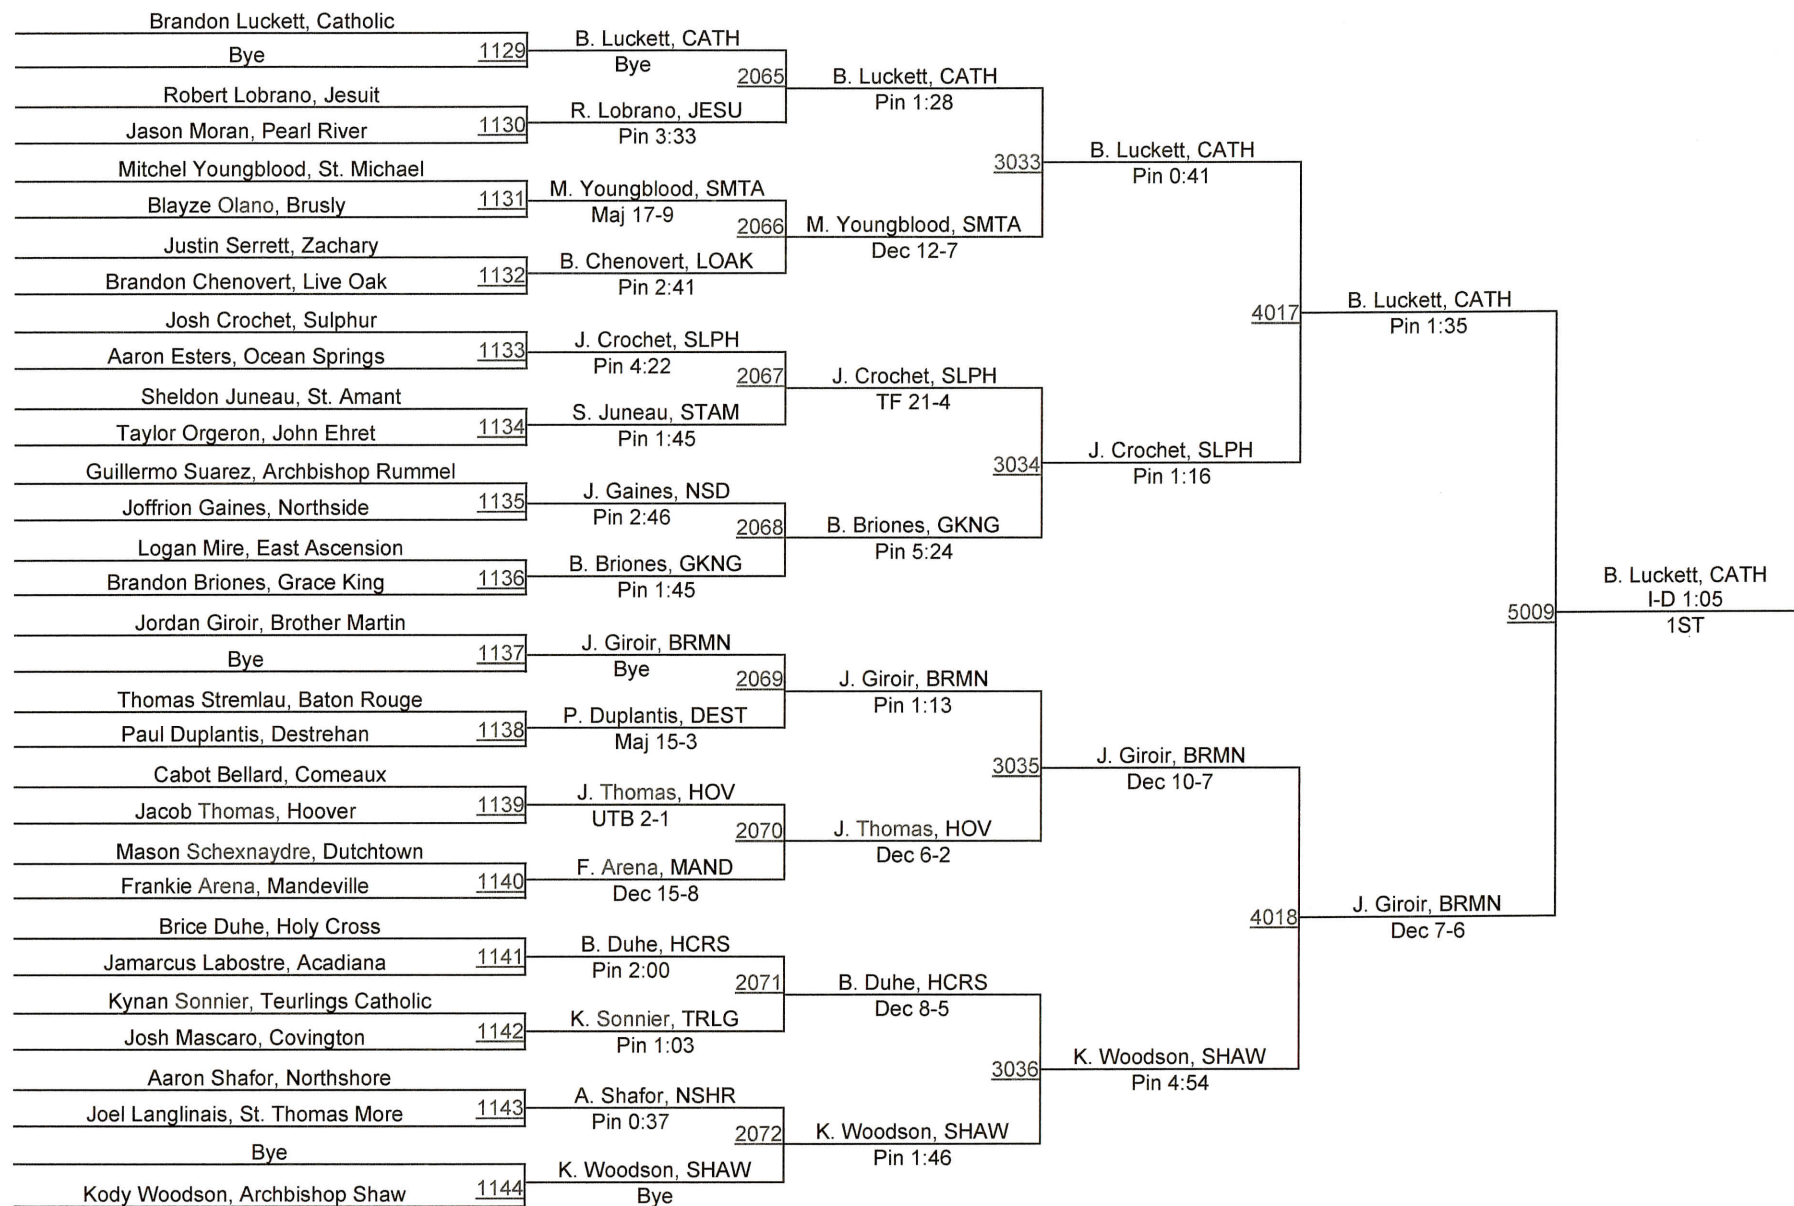 Brandon Luckett, Catholic
Bye
1129
Robert Lobrano, Jesuit
Jason Moran, Pearl River
1130
Mitchel Youngblood, St. Michael
Blayze Olano, Brusly
1131
Justin Serrett, Zachary
Brandon Chenovert, Live Oak
1132
Josh Crochet, Sulphur
Aaron Esters, Ocean Springs
1133
Sheldon Juneau, St. Amant
Taylor Orgeron, John Ehret
1134
Guillermo Suarez, Archbishop Rummel
Joffrion Gaines, Northside
1135
Logan Mire, East Ascension
Brandon Briones, Grace King
1136
Jordan Giroir, Brother Martin
Bye
1137
Thomas Stremlau, Baton Rouge
Paul Duplantis, Destrehan
1138
Cabot Bellard, Comeaux
Jacob Thomas, Hoover
1139
Mason Schexnaydre, Dutchtown
Frankie Arena, Mandeville
1140
Brice Duhe, Holy Cross
Jamarcus Labostre, Acadiana
1141
Kynan Sonnier, Teurlings Catholic
Josh Mascaro, Covington
1142
Aaron Shafor, Northshore
Joel Langlinais, St. Thomas More
1143
Bye
Kody Woodson, Archbishop Shaw
1144
B. Luckett, CATH
Bye
2065
R. Lobrano, JESU
Pin 3:33
M. Youngblood, SMTA
Maj 17-9
2066
B. Chenovert, LOAK
Pin 2:41
J. Crochet, SLPH
Pin 4:22
2067
S. Juneau, STAM
Pin 1:45
J. Gaines, NSD
Pin 2:46
2068
B. Briones, GKNG
Pin 1:45
J. Giroir, BRMN
Bye
2069
P. Duplantis, DEST
Maj 15-3
J. Thomas, HOV
UTB 2-1
2070
F. Arena, MAND
Dec 15-8
B. Duhe, HCRS
Pin 2:00
2071
K. Sonnier, TRLG
Pin 1:03
A. Shafor, NSHR
Pin 0:37
2072
K. Woodson, SHAW
Bye
B. Luckett, CATH
Pin 1:28
3033
M. Youngblood, SMTA
Dec 12-7
J. Crochet, SLPH
TF 21-4
3034
B. Briones, GKNG
Pin 5:24
J. Giroir, BRMN
Pin 1:13
3035
J. Thomas, HOV
Dec 6-2
B. Duhe, HCRS
Dec 8-5
3036
K. Woodson, SHAW
Pin 1:46
B. Luckett, CATH
Pin 0:41
4017
J. Crochet, SLPH
Pin 1:16
J. Giroir, BRMN
Dec 10-7
4018
K. Woodson, SHAW
Pin 4:54
B. Luckett, CATH
Pin 1:35
5009
J. Giroir, BRMN
Dec 7-6
B. Luckett, CATH
I-D 1:05
1ST